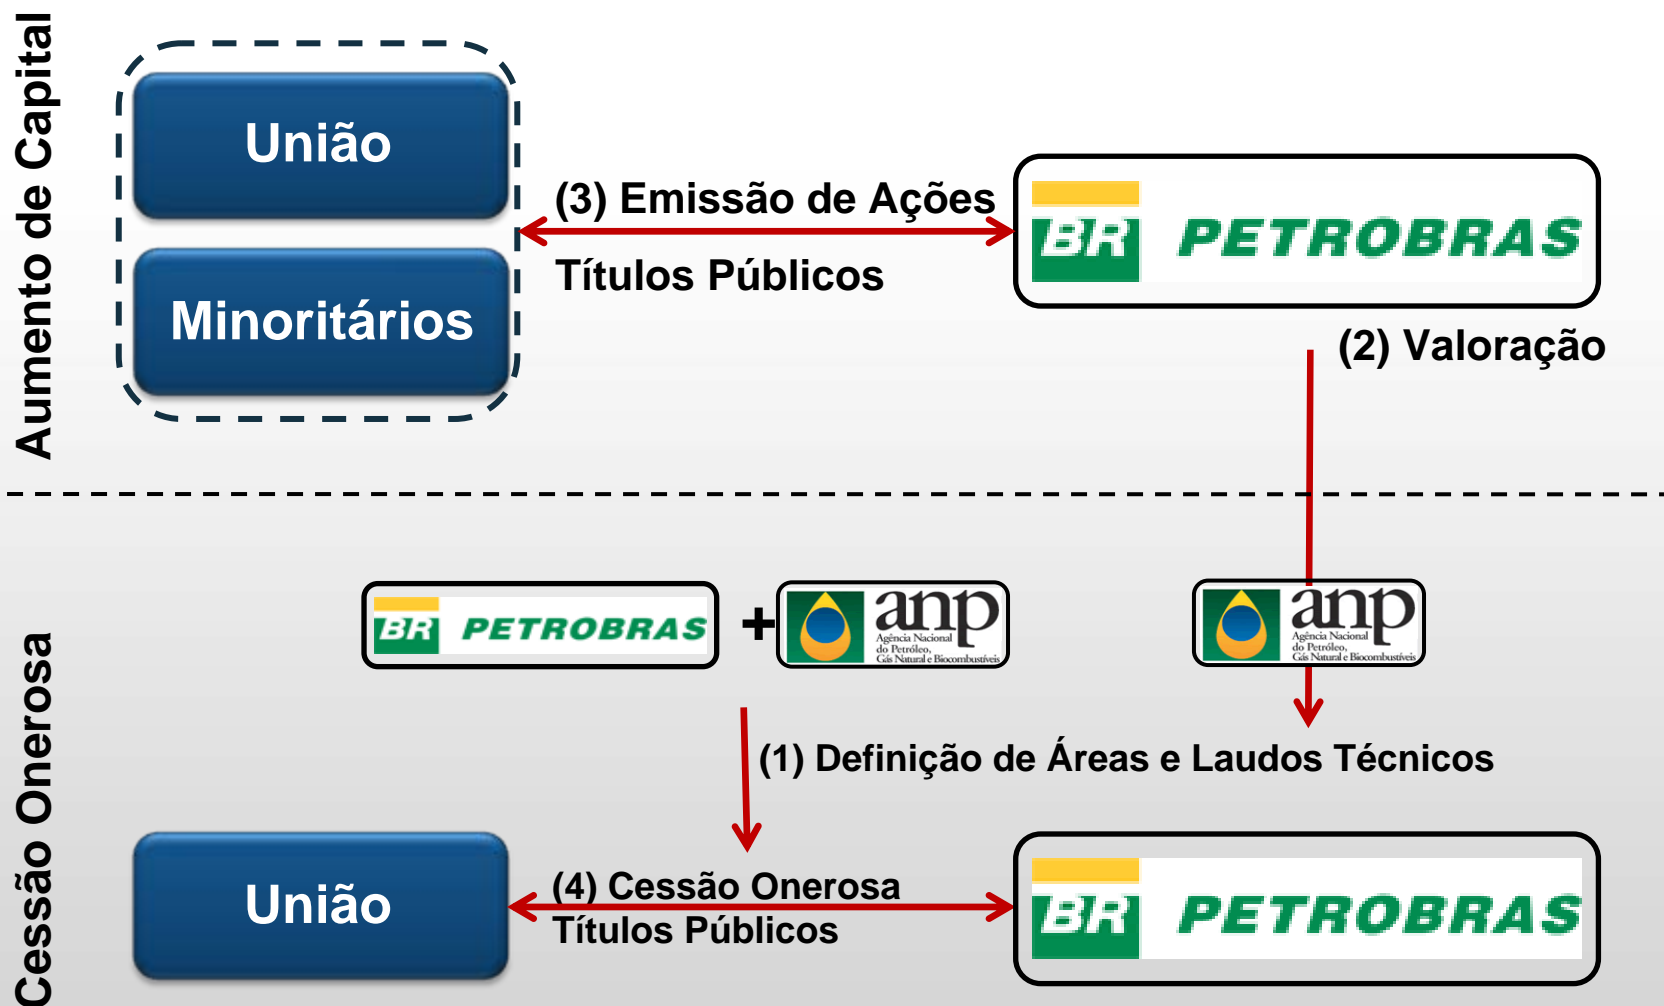 Aumento de Capital
União
Minoritários
(3) Emissão de Ações
Títulos Públicos
BR PETROBRAS
(2) Valoração
Cessão Onerosa
BR PETROBRAS
+
anp
Agência Nacional
do Petróleo,
Gás Natural e Biocombustíveis
anp
Agência Nacional
do Petróleo,
Gás Natural e Biocombustíveis
(1) Definição de Áreas e Laudos Técnicos
União
(4) Cessão Onerosa
Títulos Públicos
BR PETROBRAS